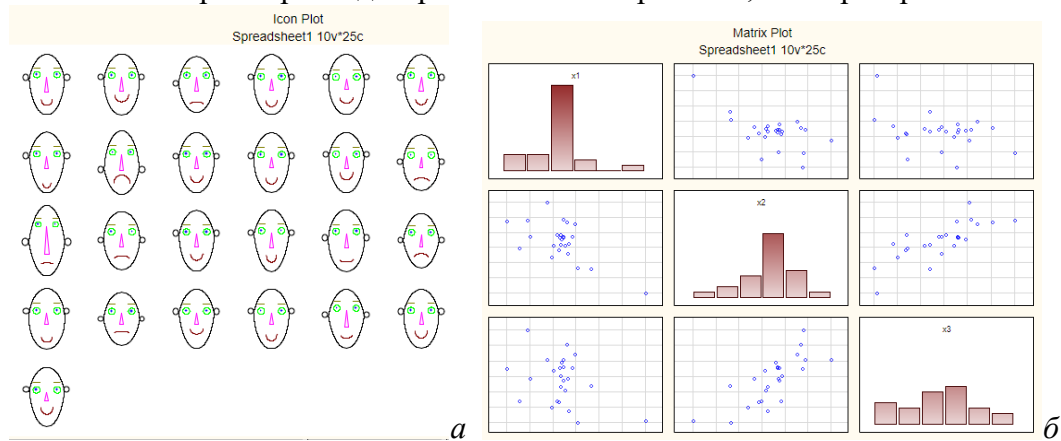 Icon Plot
Spreadsheet1 10v*25c
а
Matrix Plot
Spreadsheet1 10v*25c
x1
x2
x3
б